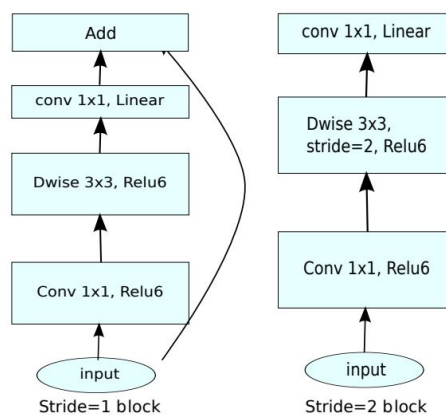 Add
conv 1x1, Linear
Dwise 3x3, Relu6
Conv 1x1, Relu6
input
Stride=1 block
conv 1x1, Linear
Dwise 3x3,
stride=2, Relu6
Conv 1x1, Relu6
input
Stride=2 block